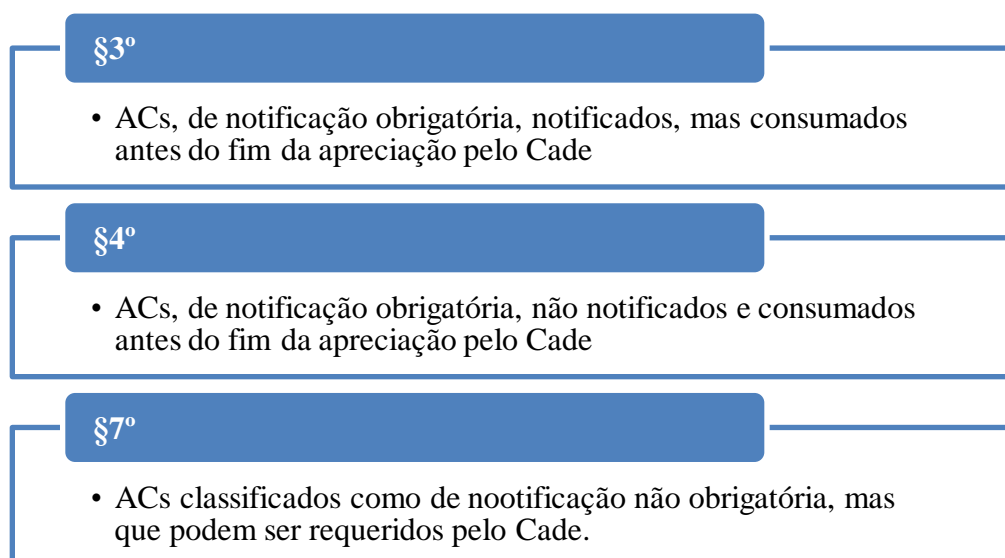 §3º
• ACs, de notificação obrigatória, notificados, mas consumados
antes do fim da apreciação pelo Cade
§4º
• ACs, de notificação obrigatória, não notificados e consumados
antes do fim da apreciação pelo Cade
§7º
• ACs classificados como de nootificação não obrigatória, mas
que podem ser requeridos pelo Cade.